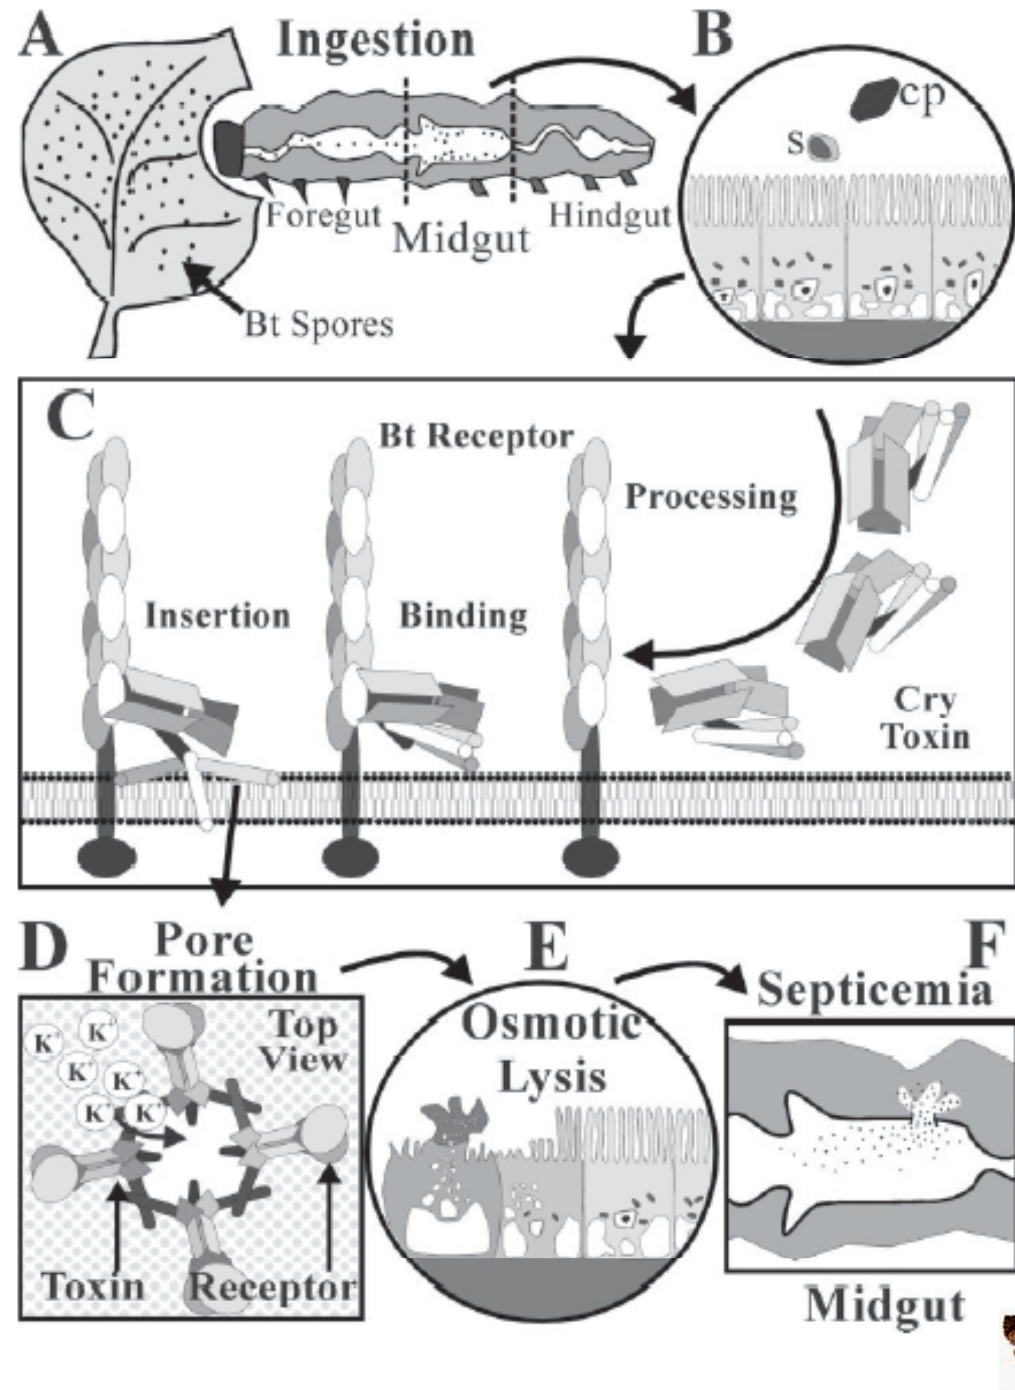 A
Ingestion
B
cp
s
Foregut
Midgut
Hindgut
Bt Spores
C
Bt Receptor
Processing
Insertion
Binding
Cry
Toxin
D
Pore
Formation
E
F
Top
View
K⁺
K⁺
K⁺
K⁺
K⁺
K⁺
Toxin
Receptor
Osmotic
Lysis
Septicemia
Midgut